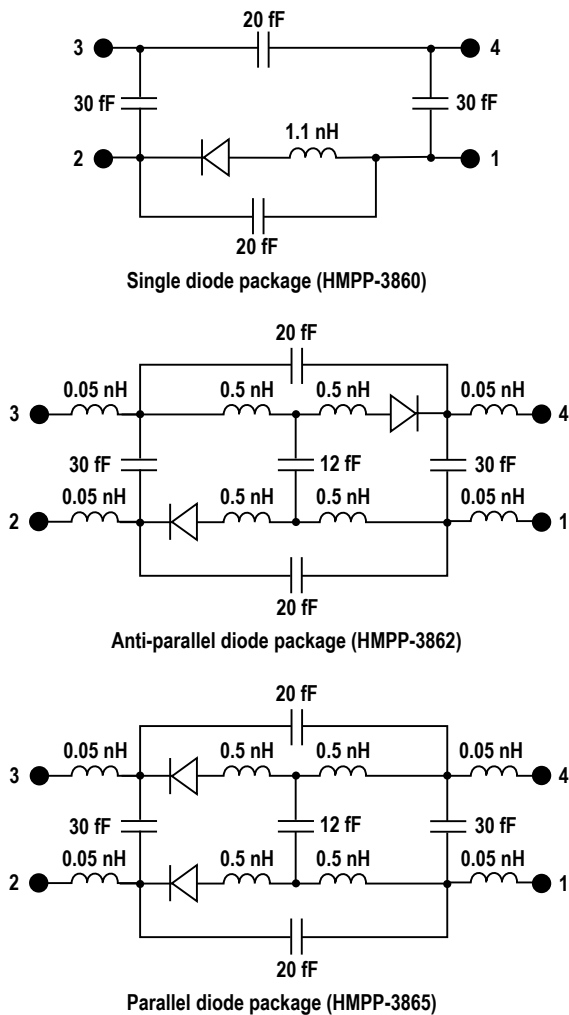 20 fF
3
4
30 fF
30 fF
1.1 nH
2
1
20 fF
Single diode package (HMPP-3860)
20 fF
0.05 nH
0.5 nH
0.5 nH
0.05 nH
3
4
30 fF
12 fF
30 fF
0.05 nH
0.5 nH
0.5 nH
0.05 nH
2
1
20 fF
Anti-parallel diode package (HMPP-3862)
20 fF
0.05 nH
0.5 nH
0.5 nH
0.05 nH
3
4
30 fF
12 fF
30 fF
0.05 nH
0.5 nH
0.5 nH
0.05 nH
2
1
20 fF
Parallel diode package (HMPP-3865)